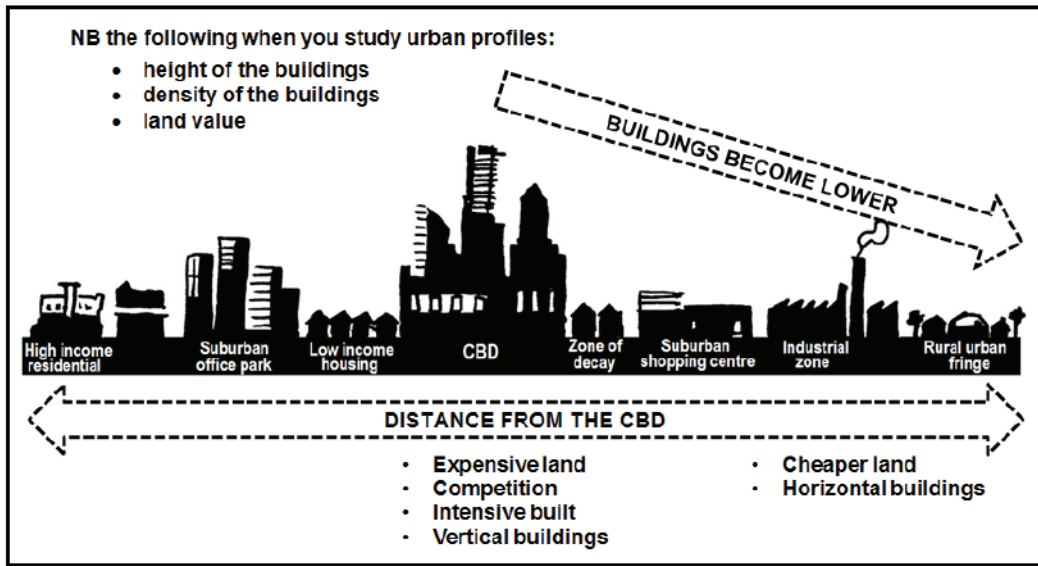 NB the following when you study urban profiles:
• height of the buildings
• density of the buildings
• land value
BUILDINGS BECOME LOWER
High income
residential
Suburban
office park
Low income
housing
CBD
Zone of
decay
Suburban
shopping centre
Industrial
zone
Rural urban
fringe
DISTANCE FROM THE CBD
• Expensive land
• Competition
• Intensive built
• Vertical buildings
• Cheaper land
• Horizontal buildings